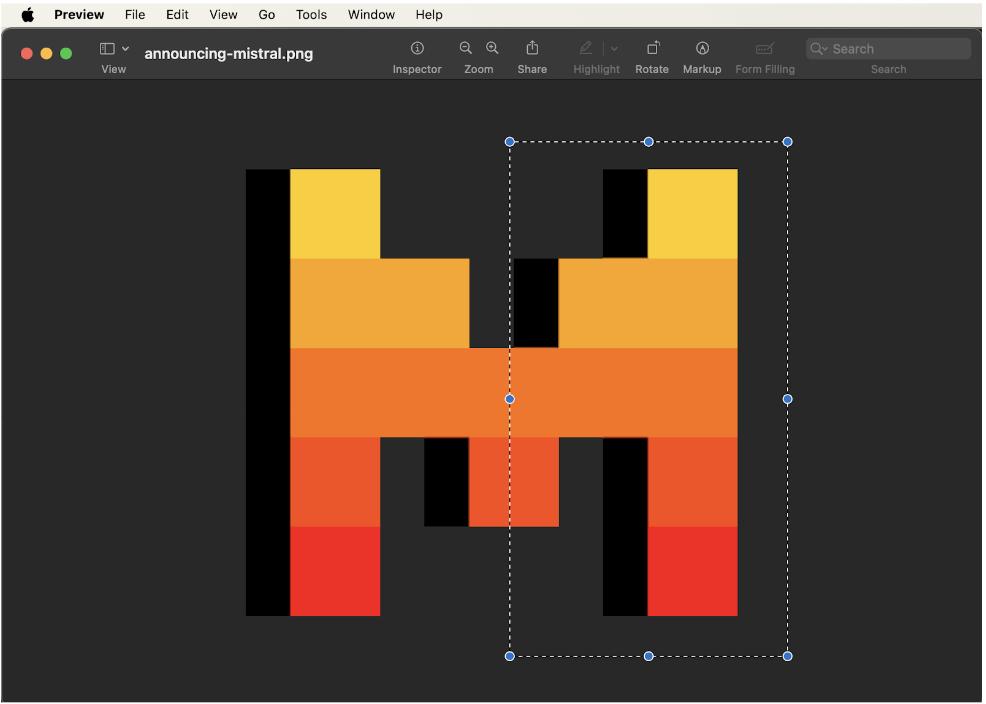 Preview File Edit View Go Tools Window Help
announcing-mistral.png Search
View Inspector Zoom Share Highlight Rotate Markup Form Filling Search